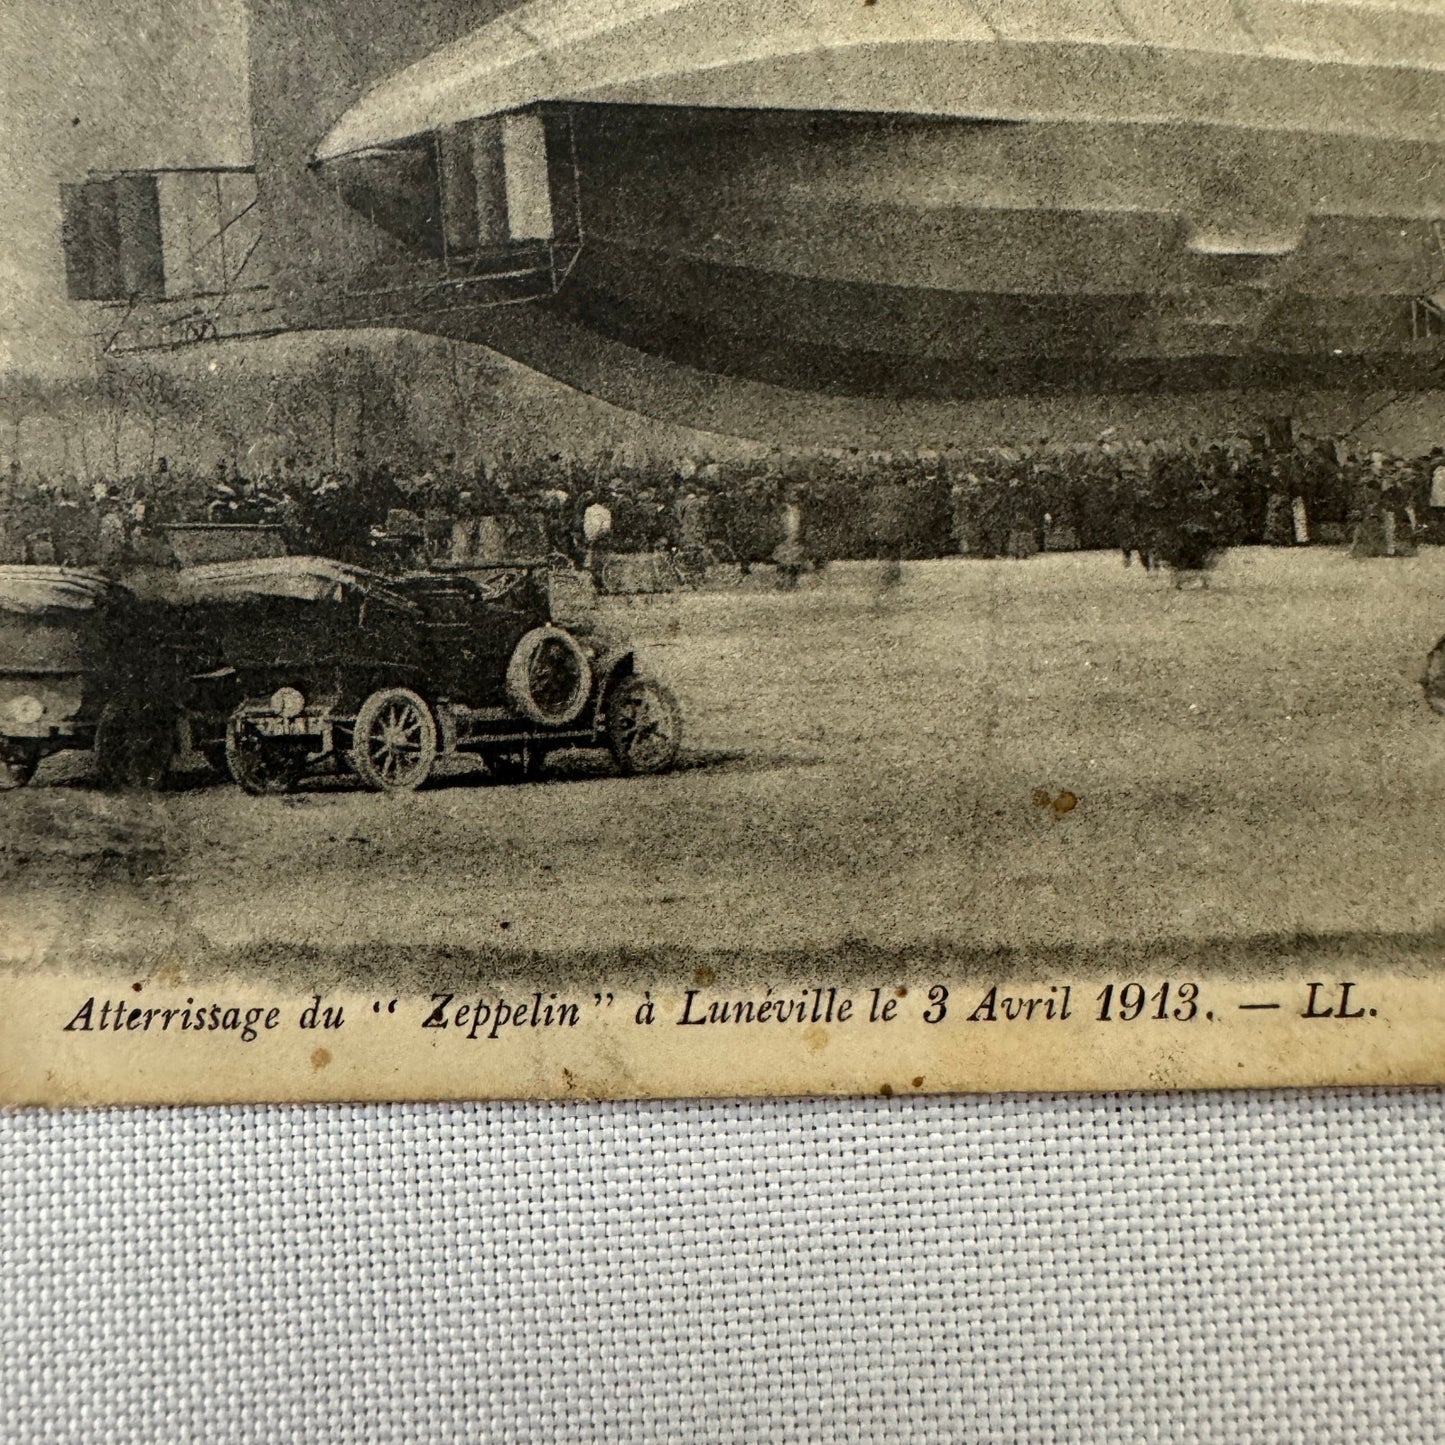 Atterrissage du “ Zeppelin ” à Lunéville le 3 Avril 1913. — LL.